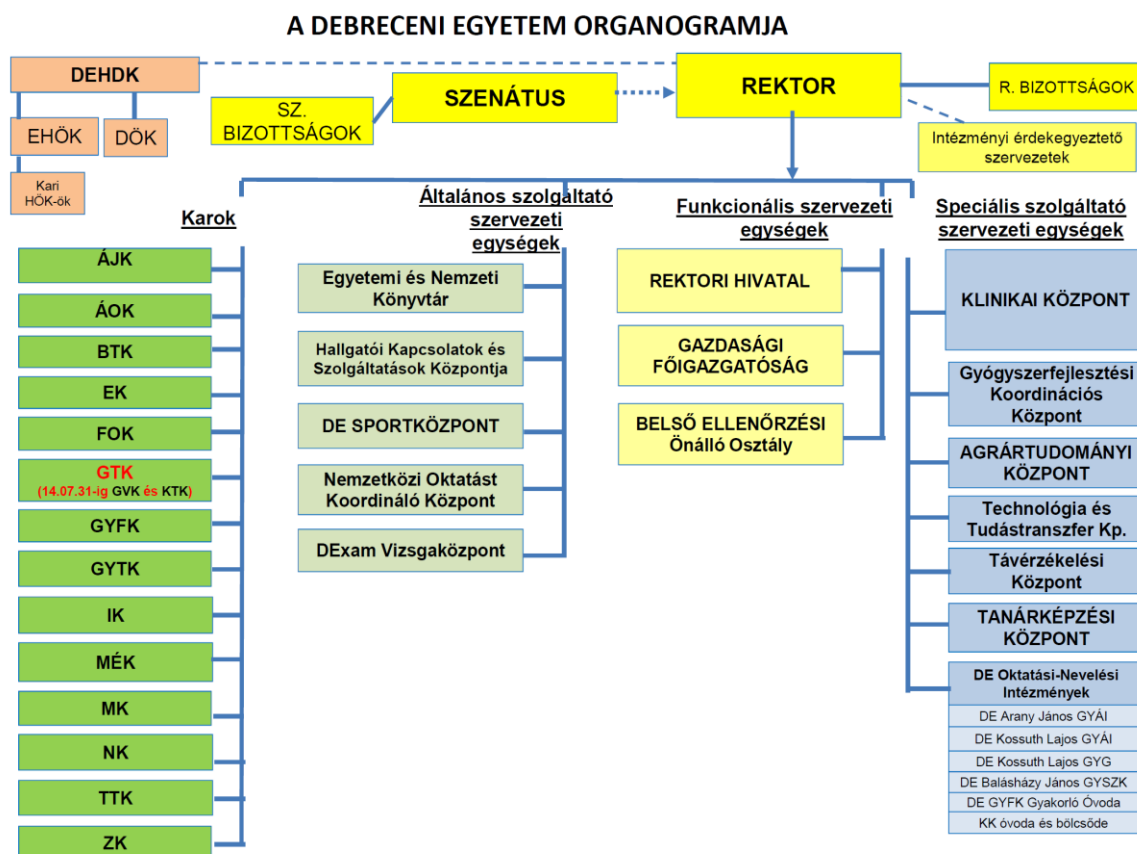 A DEBRECENI EGYETEM ORGANOGRAMJA
DEHDK
EHÖK
DÖK
Kari
HÖK-ök
SZ.
BIZOTTSÁGOK
SZENÁTUS
REKTOR
R. BIZOTTSÁGOK
Intézményi érdekegyeztető
szervezetek
Karok
ÁJK
ÁOK
BTK
EK
FOK
GTK
(14.07.31-ig GVK és KTK)
GYFK
GYTK
IK
MÉK
MK
NK
TTK
ZK
Általános szolgáltató
szervezeti
egységek
Egyetemi és Nemzeti
Könyvtár
Hallgatói Kapcsolatok és
Szolgáltatások Központja
DE SPORTKÖZPONT
Nemzetközi Oktatást
Koordináló Központ
DExam Vizsgaközpont
Funkcionális szervezeti
egységek
REKTORI HIVATAL
GAZDASÁGI
FŐIGAZGATÓSÁG
BELSŐ ELLENŐRZÉSI
Önálló Osztály
Speciális szolgáltató
szervezeti egységek
KLINIKAI KÖZPONT
Gyógyszerfejlesztési
Koordinációs
Központ
AGRÁRTUDOMÁNYI
KÖZPONT
Technológia és
Tudástranszfer Kp.
Távérzékelési
Központ
TANÁRKÉPZÉSI
KÖZPONT
DE Oktatási-Nevelési
Intézmények
DE Arany János GYÁI
DE Kossuth Lajos GYÁI
DE Kossuth Lajos GYG
DE Balásházy János GYSZK
DE GYFK Gyakorló Óvoda
KK óvoda és bölcsőde